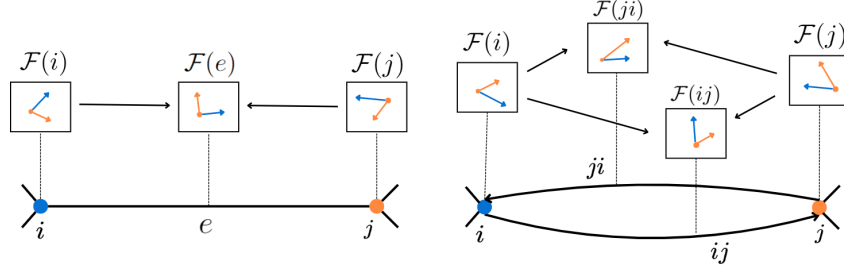 F(i) F(e) F(j)
i e j
F(ji)
F(i) F(j)
F(ij)
ji
i ij j